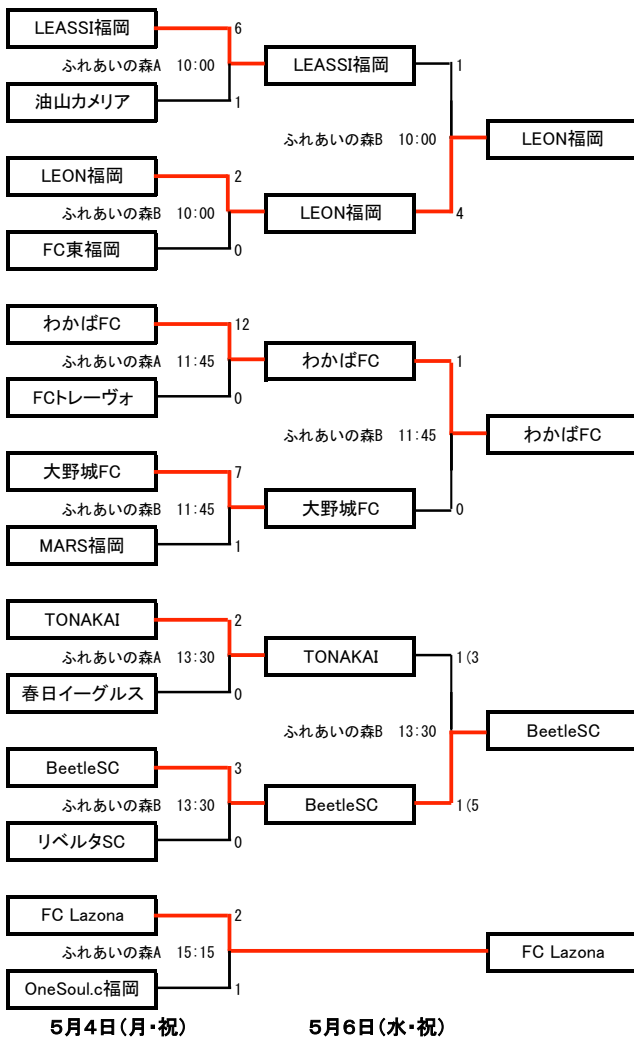 LEASSI福岡
6
ふれあいの森A 10:00
LEASSI福岡
1
油山カメリア
1
ふれあいの森B 10:00
LEON福岡
LEON福岡
2
ふれあいの森B 10:00
LEON福岡
4
FC東福岡
0
わかばFC
12
ふれあいの森A 11:45
わかばFC
1
FCトレーヴォ
0
ふれあいの森B 11:45
わかばFC
大野城FC
7
ふれあいの森B 11:45
大野城FC
0
MARS福岡
1
TONAKAI
2
ふれあいの森A 13:30
TONAKAI
1(3
春日イーグルス
0
ふれあいの森B 13:30
BeetleSC
BeetleSC
3
ふれあいの森B 13:30
BeetleSC
1(5
リベルタSC
0
FC Lazona
2
ふれあいの森A 15:15
FC Lazona
OneSoul.c福岡
1
5月4日(月・祝)
5月6日(水・祝)